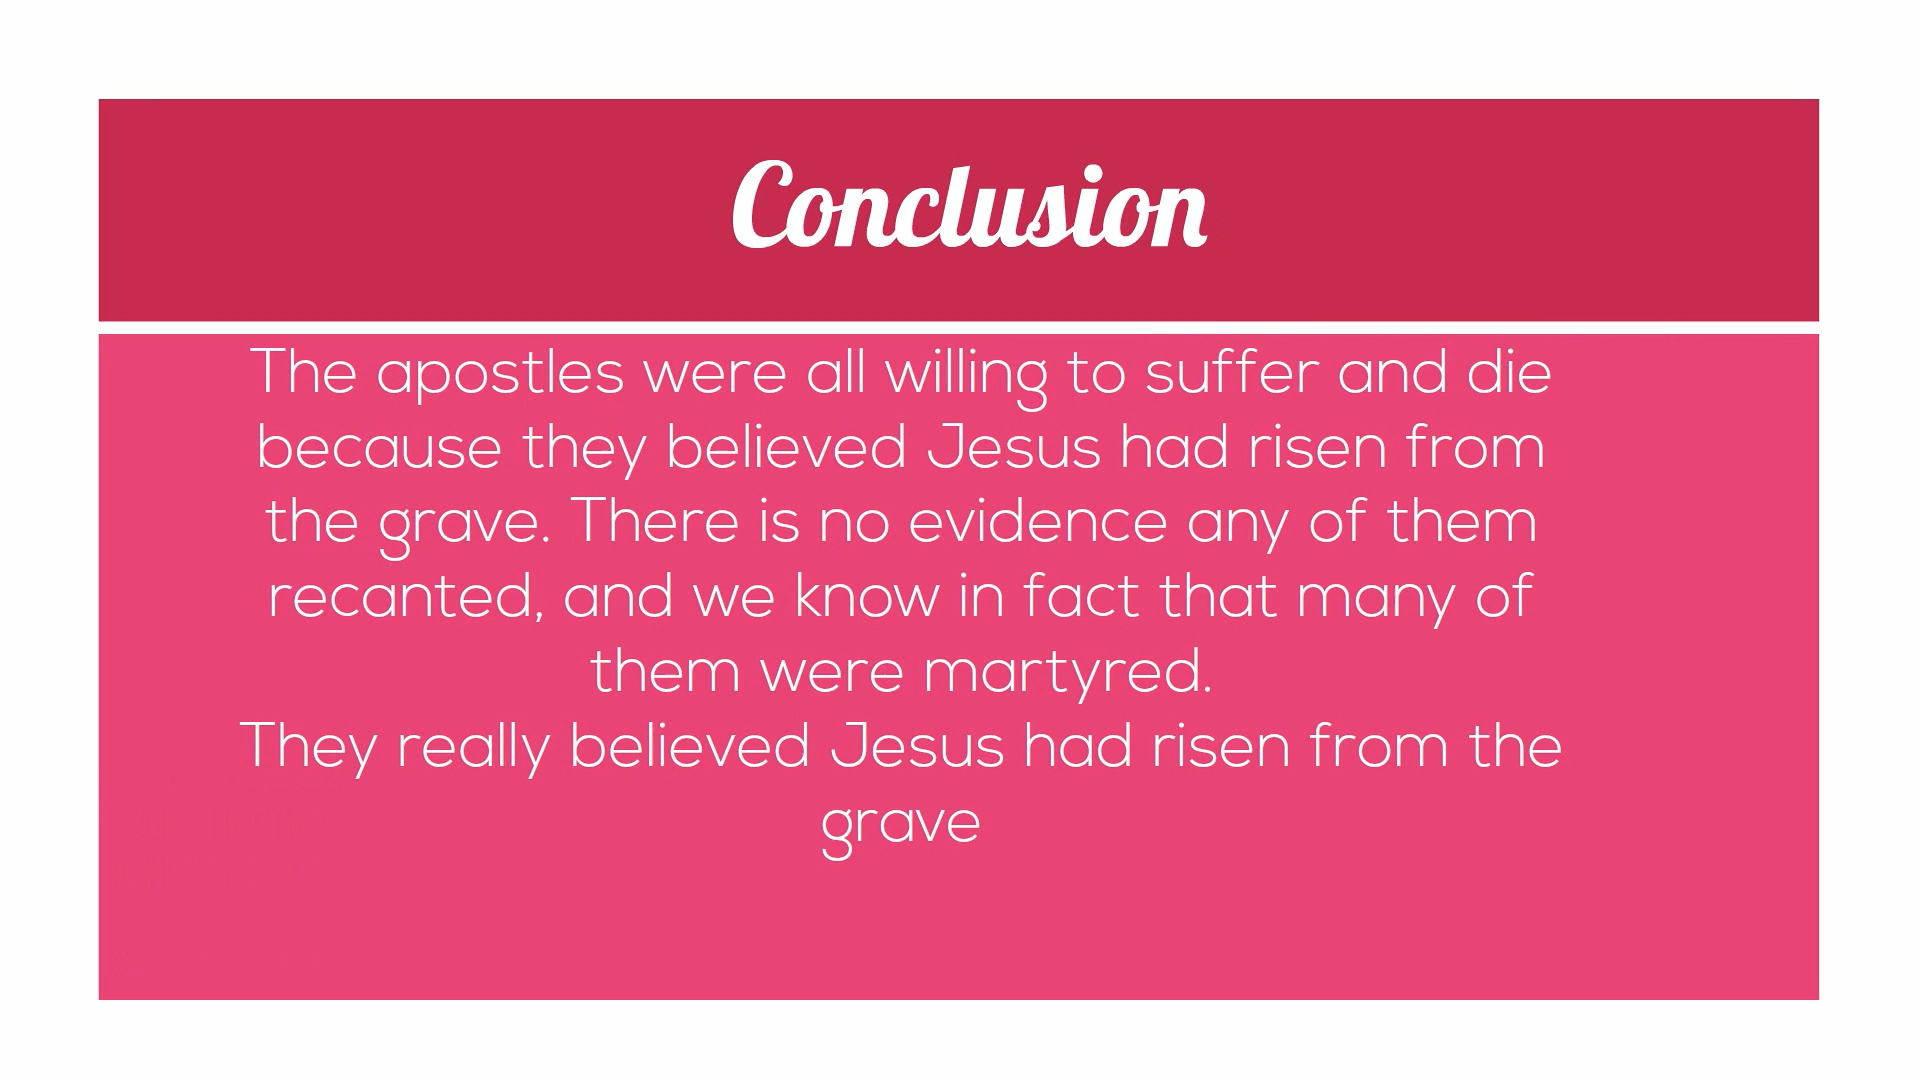 Conclusion
The apostles were all willing to suffer and die
because they believed Jesus had risen from
the grave. There is no evidence any of them
recanted, and we know in fact that many of
them were martyred.
They really believed Jesus had risen from the
grave